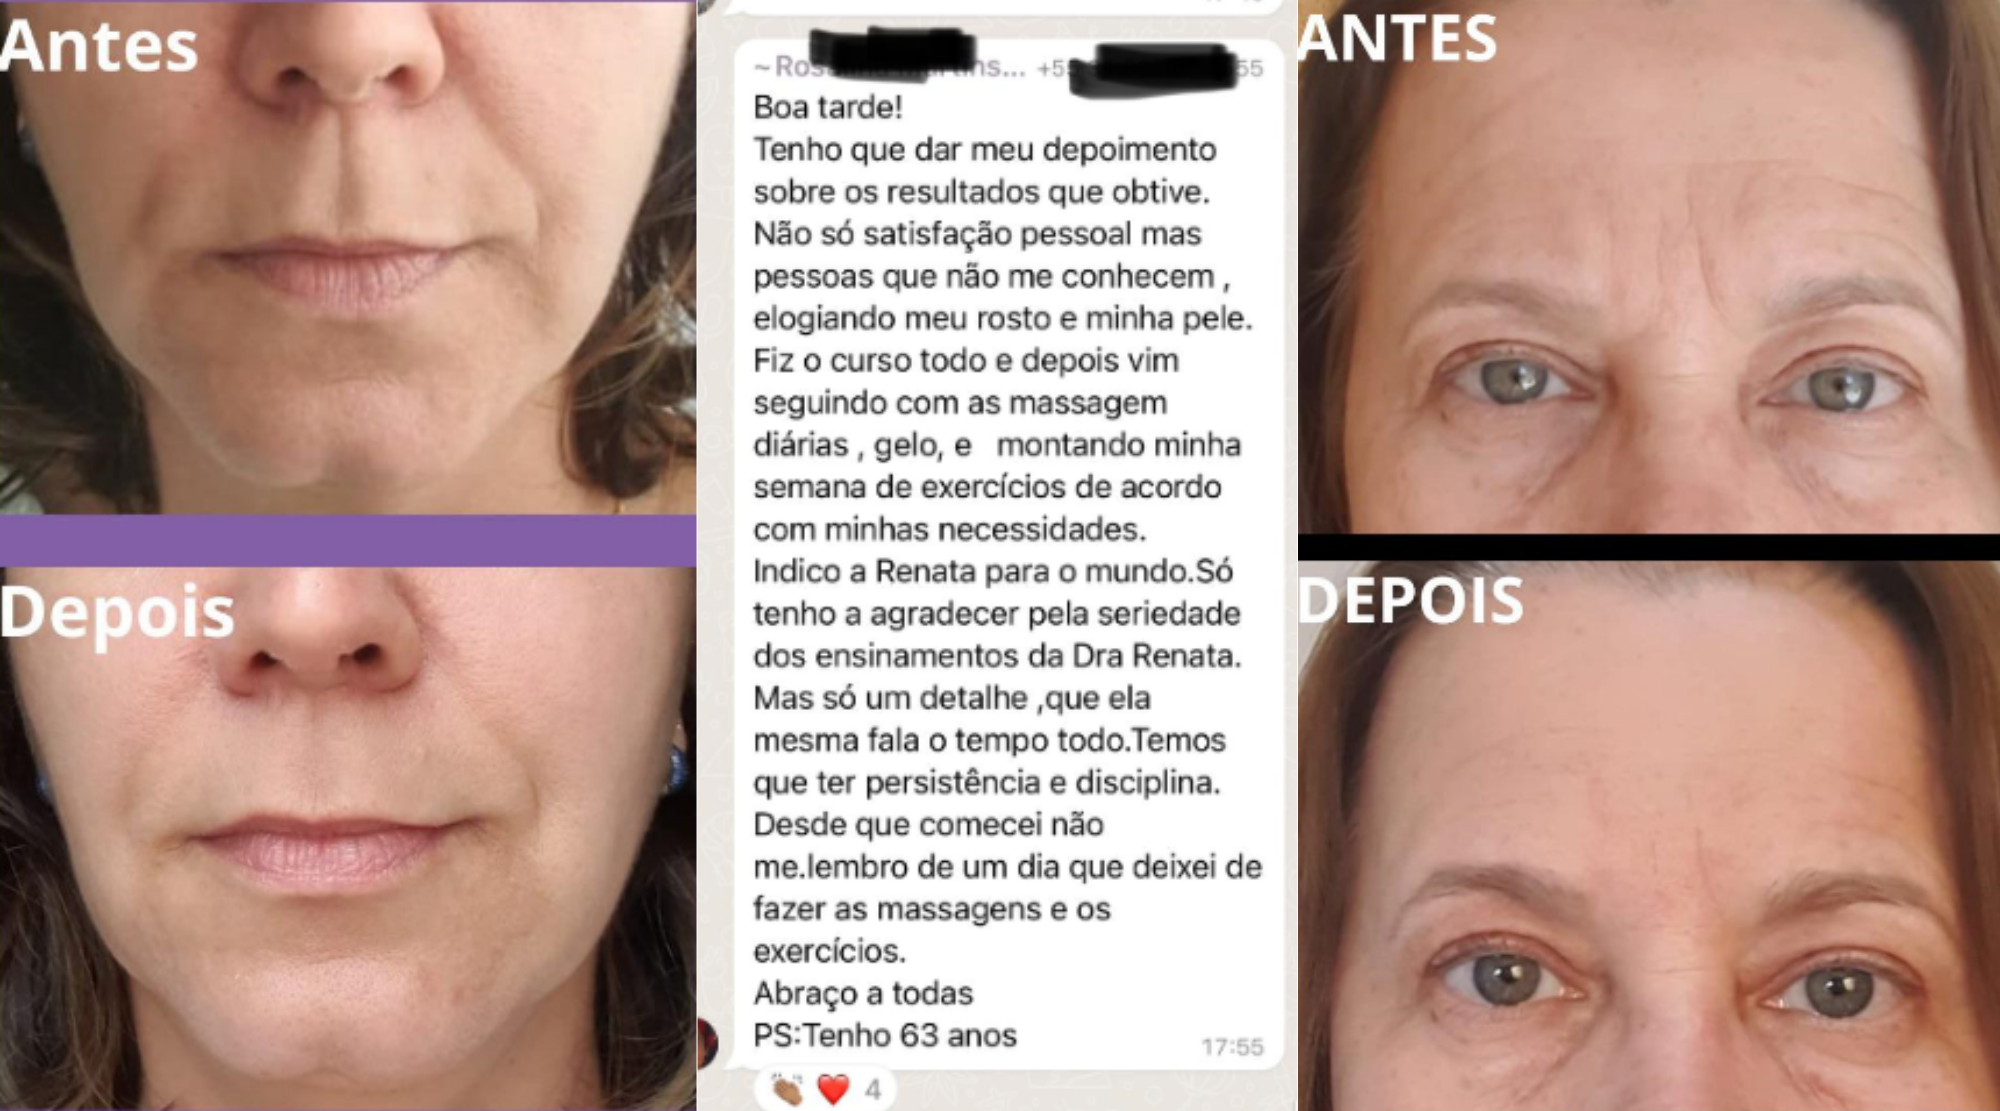 Antes
Depois
55
Boa tarde!
Tenho que dar meu depoimento
sobre os resultados que obtive.
Não só satisfação pessoal mas
pessoas que não me conhecem ,
elogiando meu rosto e minha pele.
Fiz o curso todo e depois vim
seguindo com as massagem
diárias , gelo, e   montando minha
semana de exercícios de acordo
com minhas necessidades.
Indico a Renata para o mundo.Só
tenho a agradecer pela seriedade
dos ensinamentos da Dra Renata.
Mas só um detalhe ,que ela
mesma fala o tempo todo.Temos
que ter persistência e disciplina.
Desde que comecei não
me.lembro de um dia que deixei de
fazer as massagens e os
exercícios.
Abraço a todas
PS:Tenho 63 anos
17:55
4
ANTES
DEPOIS